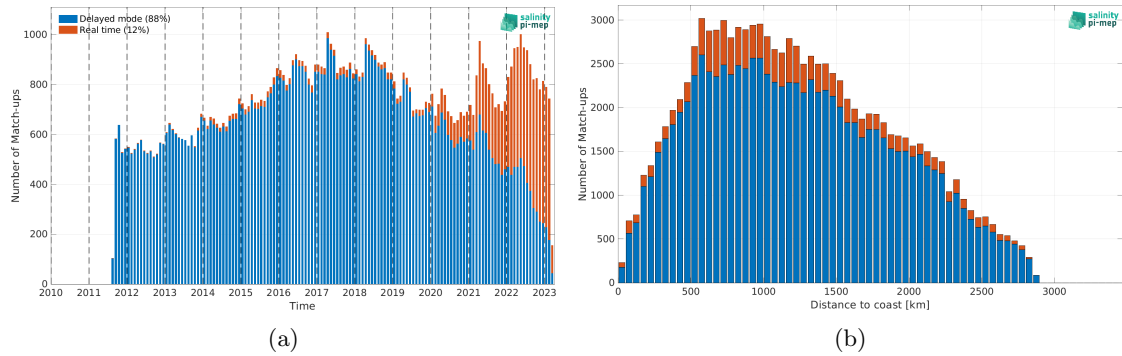 Delayed mode (88%)
Real time (12%)
salinity
pi-mep
1000
800
600
400
200
0
Number of Match-ups
2010 2011 2012 2013 2014 2015 2016 2017 2018 2019 2020 2021 2022 2023
Time
(a)
salinity
pi-mep
3000
2500
2000
1500
1000
500
0
Number of Match-ups
0 500 1000 1500 2000 2500 3000
Distance to coast [km]
(b)